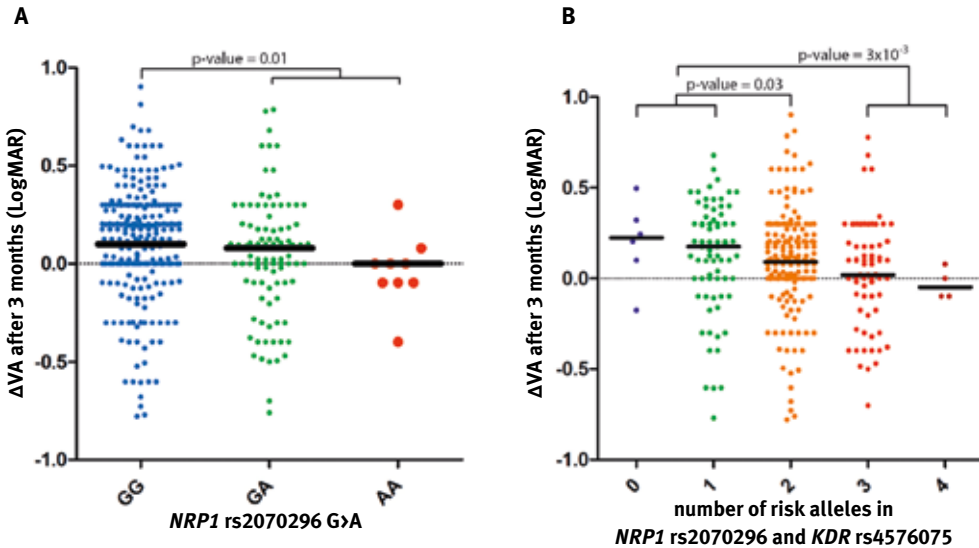 A
p-value = 0.01
1.0
0.5
0.0
-0.5
-1.0
ΔVA after 3 months (LogMAR)
GG
GA
AA
NRP1 rs2070296 G>A
B
p-value = 3x10⁻³
p-value = 0.03
1.0
0.5
0.0
-0.5
-1.0
ΔVA after 3 months (LogMAR)
0
1
2
3
4
number of risk alleles in
NRP1 rs2070296 and KDR rs4576075